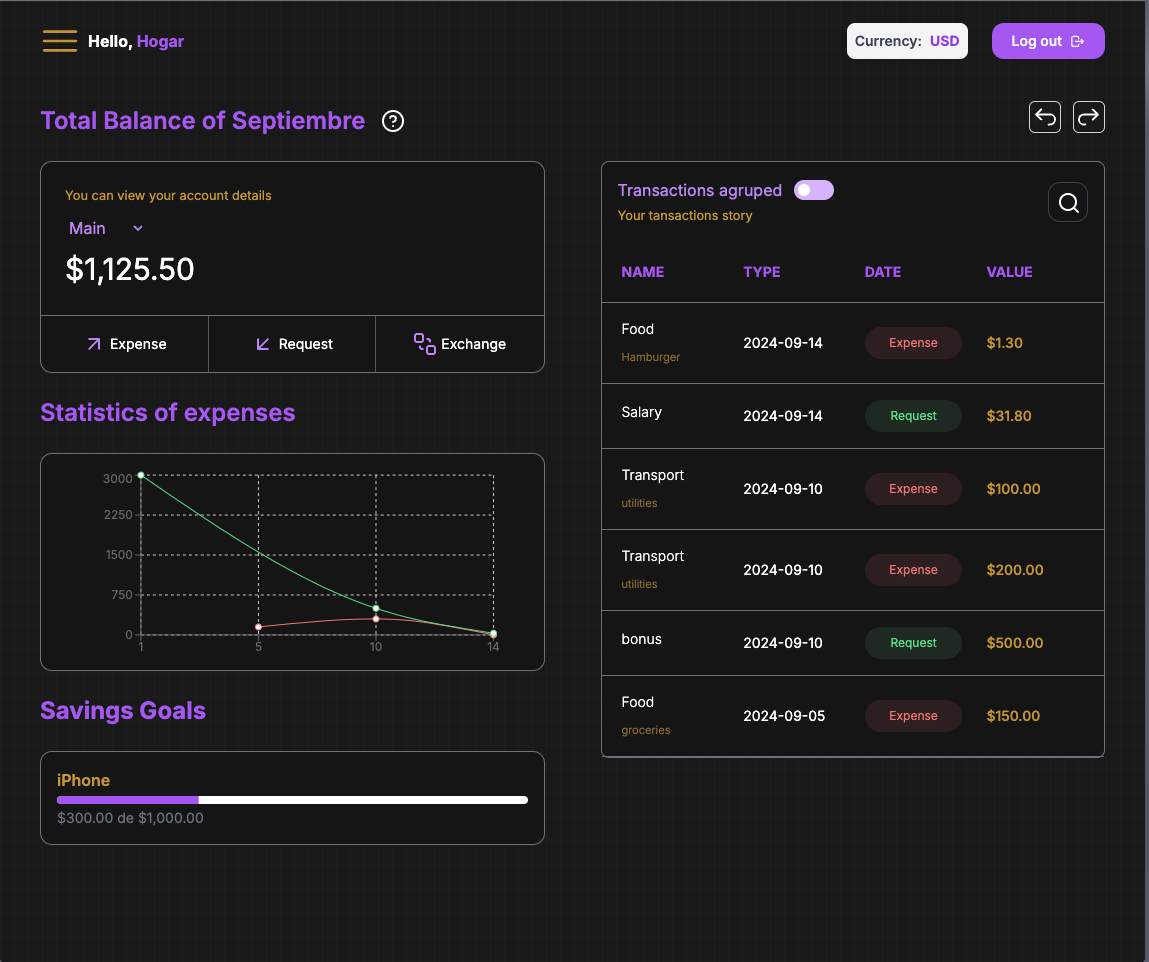 Hello, Hogar
Currency: USD
Log out
Total Balance of Septiembre
You can view your account details
Main
$1,125.50
Expense
Request
Exchange
Statistics of expenses
3000
2250
1500
750
0
1
5
10
14
Savings Goals
iPhone
$300.00 de $1,000.00
Transactions agruped
Your tansactions story
NAME TYPE DATE VALUE
Food
Hamburger
2024-09-14 Expense $1.30
Salary
2024-09-14 Request $31.80
Transport
utilities
2024-09-10 Expense $100.00
Transport
utilities
2024-09-10 Expense $200.00
bonus
2024-09-10 Request $500.00
Food
groceries
2024-09-05 Expense $150.00